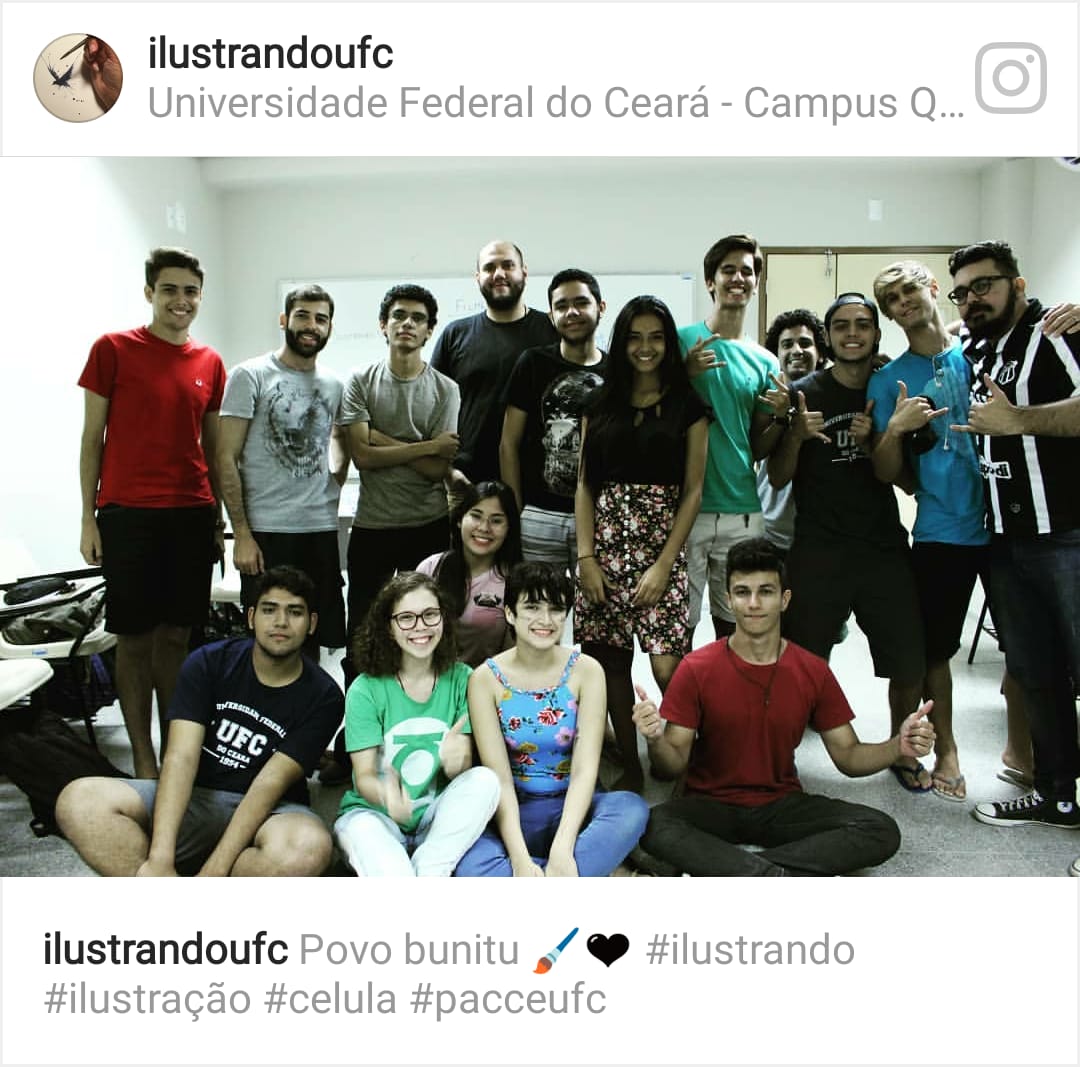 ilustrandoufc
Universidade Federal do Ceará - Campus Q...
UNIVERSIDADE FEDERAL
UFC
DO CEARÁ
1954
ilustrandoufc Povo bunitu 🖌️🖤 #ilustrando
#ilustração #celula #pacceufc